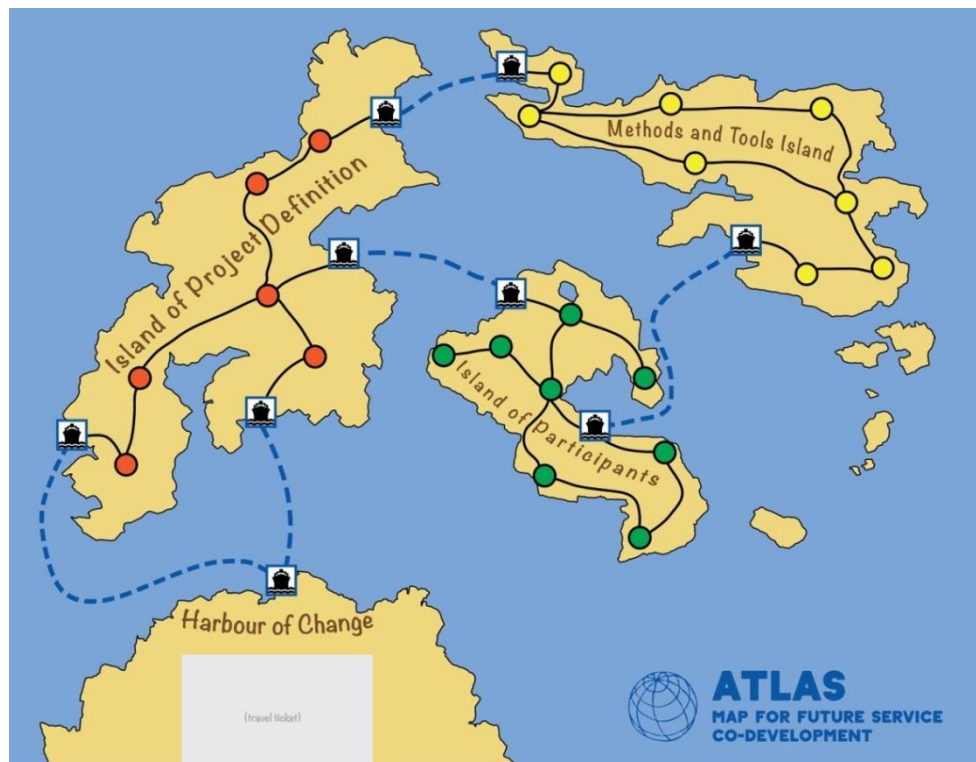 Methods and Tools Island
Island of Project Definition
Island of Participants
Harbour of Change
(travel ticket)
ATLAS
MAP FOR FUTURE SERVICE
CO-DEVELOPMENT